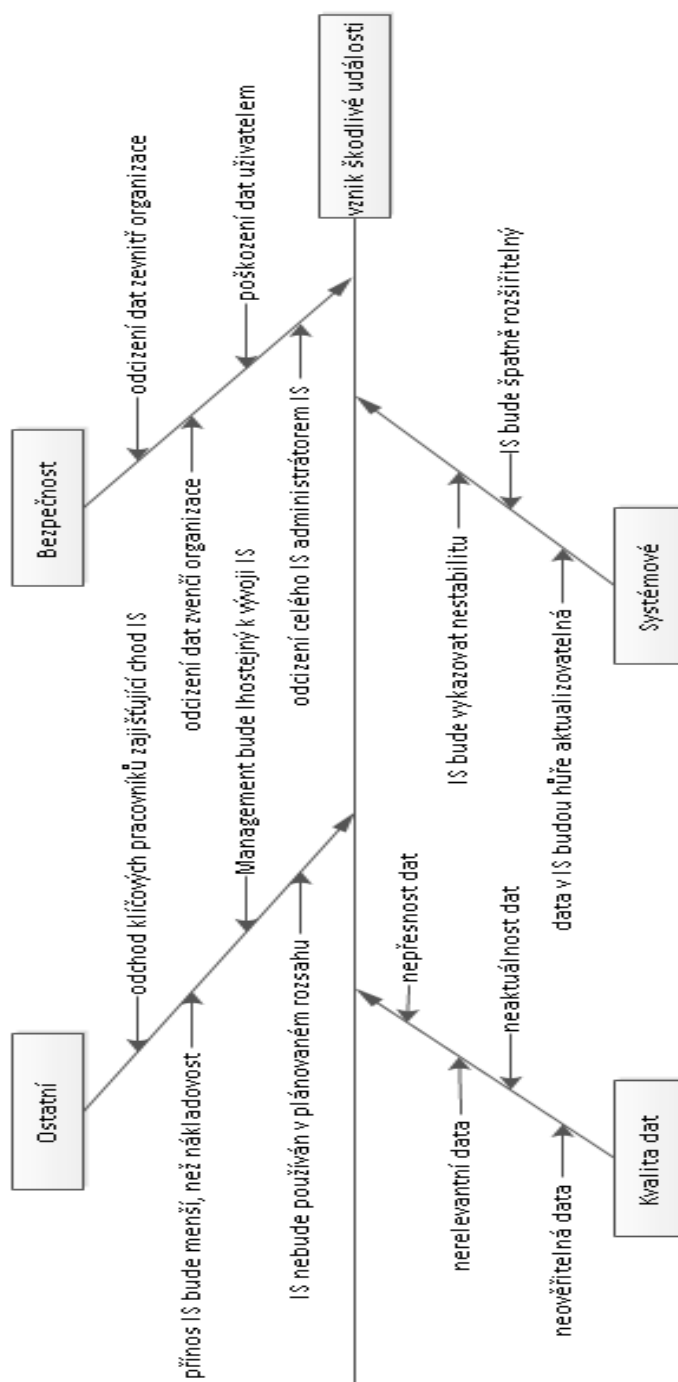 Ostatní
odchod klíčových pracovníků zajišťující chod IS
přínos IS bude menší, než nákladovost
Management bude lhostejný k vývoji IS
IS nebude používán v plánovaném rozsahu
Bezpečnost
odcizení dat zevnitř organizace
odcizení dat zvenčí organizace
poškození dat uživatelem
odcizení celého IS administrátorem IS
vznik škodlivé události
nepřesnost dat
nerelevantní data
neaktuálnost dat
neověřitelná data
Kvalita dat
IS bude vykazovat nestabilitu
IS bude špatně rozšiřitelný
data v IS budou hůře aktualizovatelná
Systémové